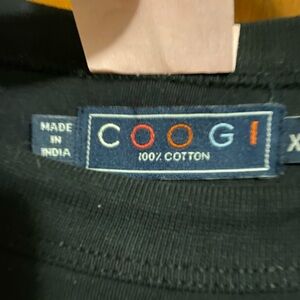 MADE
IN
INDIA
COOGI
100% COTTON
X